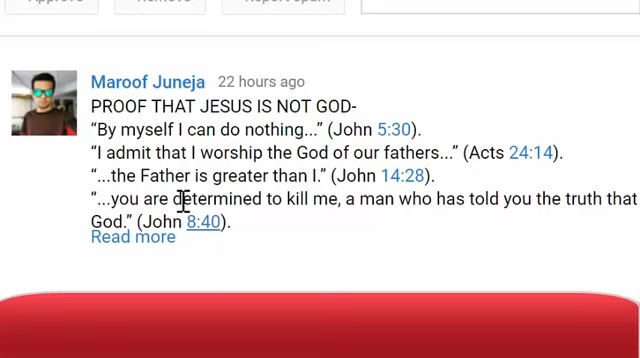 Approve
Remove
Report spam
Maroof Juneja 22 hours ago
PROOF THAT JESUS IS NOT GOD-
“By myself I can do nothing...” (John 5:30).
“I admit that I worship the God of our fathers...” (Acts 24:14).
“...the Father is greater than I.” (John 14:28).
“...you are determined to kill me, a man who has told you the truth that
God.” (John 8:40).
Read more